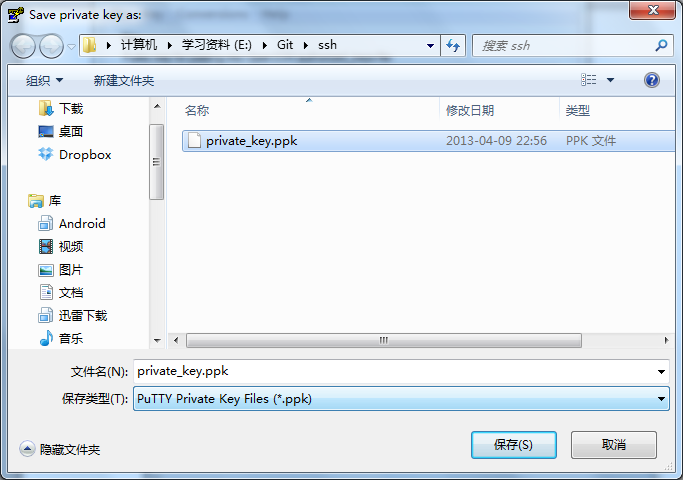 Save private key as:
计算机 学习资料 (E:) Git ssh
搜索 ssh
组织 新建文件夹
下载
桌面
Dropbox
库
Android
视频
图片
文档
迅雷下载
音乐
名称 修改日期 类型
private_key.ppk 2013-04-09 22:56 PPK 文件
文件名(N): private_key.ppk
保存类型(T): PuTTY Private Key Files (*.ppk)
隐藏文件夹 保存(S) 取消